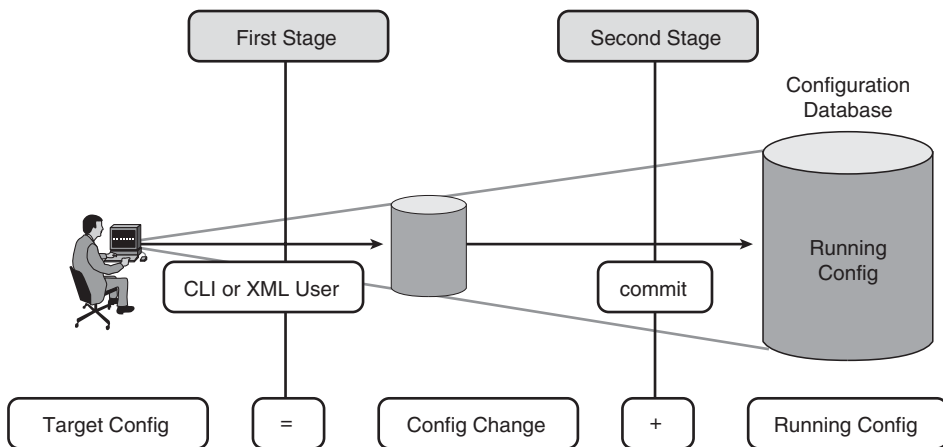 First Stage
Second Stage
Configuration
Database
Running
Config
CLI or XML User
commit
Target Config
=
Config Change
+
Running Config